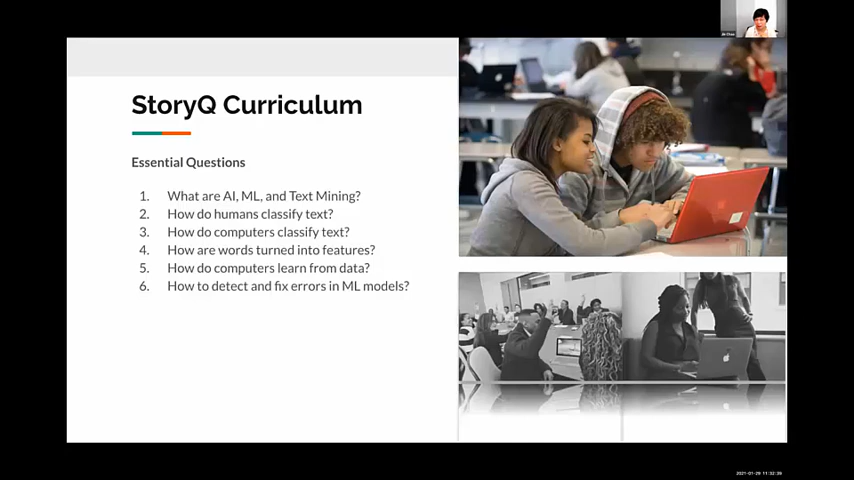 StoryQ Curriculum
Essential Questions
1. What are AI, ML, and Text Mining?
2. How do humans classify text?
3. How do computers classify text?
4. How are words turned into features?
5. How do computers learn from data?
6. How to detect and fix errors in ML models?